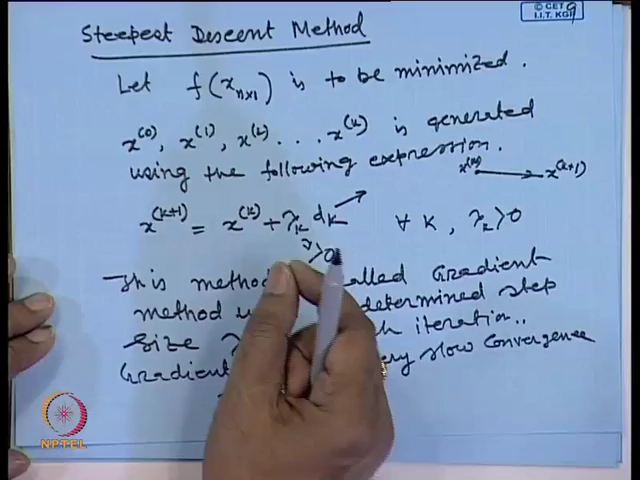 © CET
I.I.T. KGP
9
Steepest Descent Method
Let f(x_{n×1}) is to be minimized.
x^{(0)}, x^{(1)}, x^{(2)}, . . . x^{(k)} is generated
using the following expression.
x^{(k)} → x^{(k+1)}
x^{(k+1)} = x^{(k)} + λ_k d_k ∀ k, λ_k > 0
λ > 0
This method called Gradient
method determined step
size iteration..
Gradient very slow convergence
NPTEL